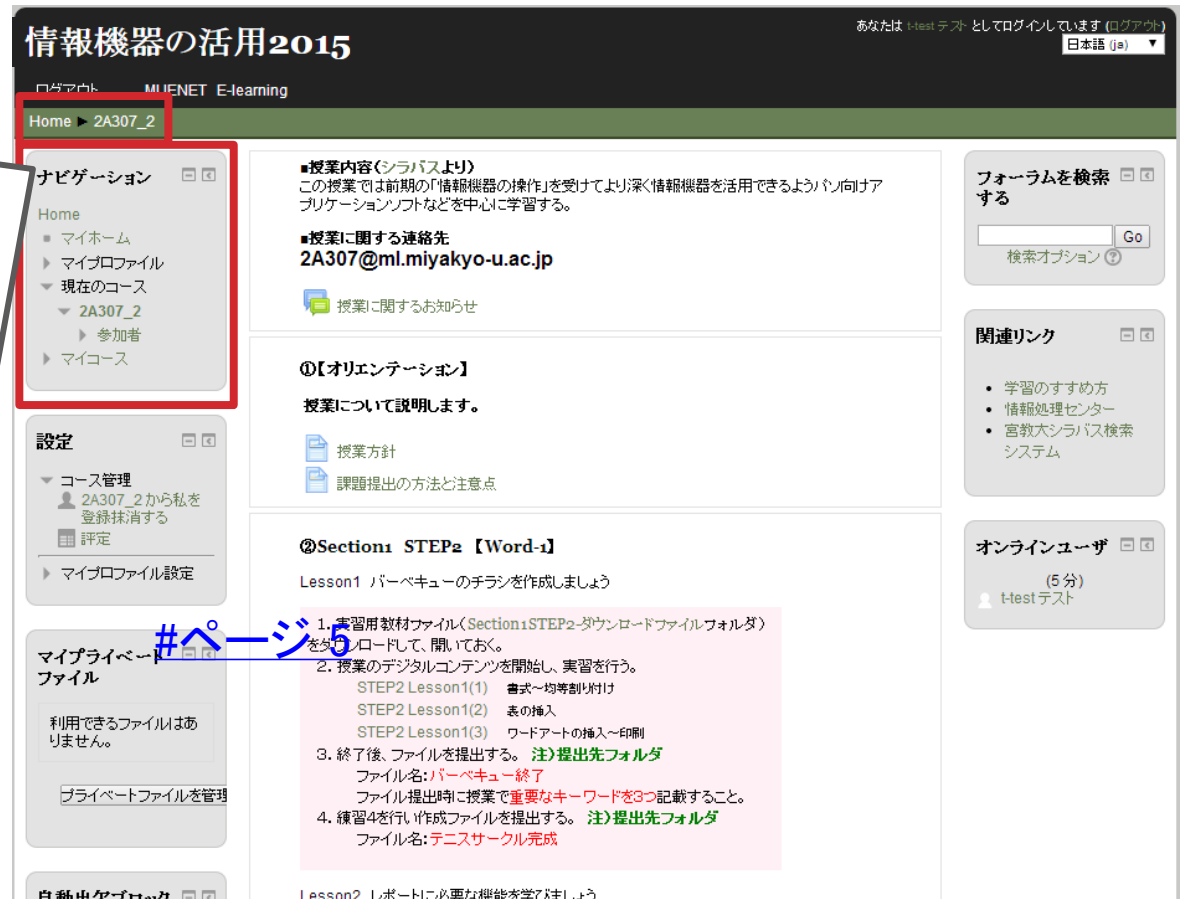 情報機器の活用2015
あなたは t-test テスト としてログインしています (ログアウト)
日本語 (ja)
ログアウト MUENET E-learning
Home ► 2A307_2
ナビゲーション
Home
マイホーム
マイプロファイル
現在のコース
2A307_2
参加者
マイコース
設定
コース管理
2A307_2 から私を
登録抹消する
評定
マイプロファイル設定
#ページ 5
マイプライベート
ファイル
利用できるファイルはあ
りません。
プライベートファイルを管理
自動出欠ブロック
■授業内容(シラバスより)
この授業では前期の「情報機器の操作」を受けてより深く情報機器を活用できるようパソ向けア
プリケーションソフトなどを中心に学習する。
■授業に関する連絡先
2A307@ml.miyakyo-u.ac.jp
授業に関するお知らせ
①【オリエンテーション】
授業について説明します。
授業方針
課題提出の方法と注意点
②Section1 STEP2 【Word-1】
Lesson1 バーベキューのチラシを作成しましょう
1. 実習用教材ファイル(Section1STEP2-ダウンロードファイルフォルダ)
をダウンロードして、開いておく。
2. 授業のデジタルコンテンツを開始し、実習を行う。
STEP2 Lesson1(1) 書式～均等割り付け
STEP2 Lesson1(2) 表の挿入
STEP2 Lesson1(3) ワードアートの挿入～印刷
3. 終了後、ファイルを提出する。 注)提出先フォルダ
ファイル名:バーベキュー終了
ファイル提出時に授業で重要なキーワードを3つ記載すること。
4. 練習4を行い作成ファイルを提出する。 注)提出先フォルダ
ファイル名:テニスサークル完成
Lesson2 レポートに必要な機能を学びましょう
フォーラムを検索
する
Go
検索オプション
関連リンク
学習のすすめ方
情報処理センター
宮教大シラバス検索
システム
オンラインユーザ
(5 分)
t-test テスト